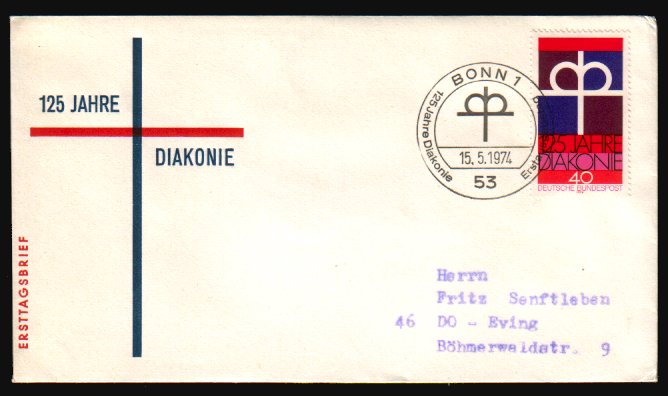 125 JAHRE
DIAKONIE
ERSTTAGSBRIEF
BONN 1
125 Jahre Diakonie
15.5.1974
53
125 JAHRE
DIAKONIE
40
DEUTSCHE BUNDESPOST
Herrn
Fritz Senftleben
46 DO - Eving
Böhmerwaldstr. 9